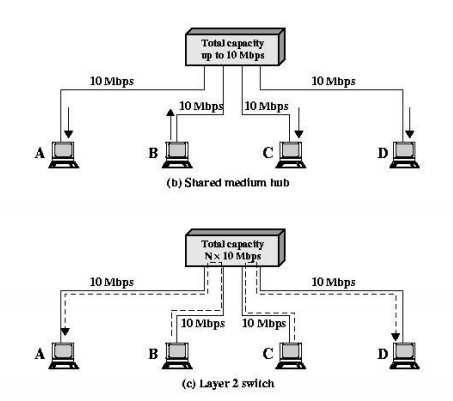 Total capacity
up to 10 Mbps
10 Mbps
10 Mbps
10 Mbps 10 Mbps
A B C D
(b) Shared medium hub
Total capacity
N× 10 Mbps
10 Mbps
10 Mbps
10 Mbps 10 Mbps
A B C D
(c) Layer 2 switch